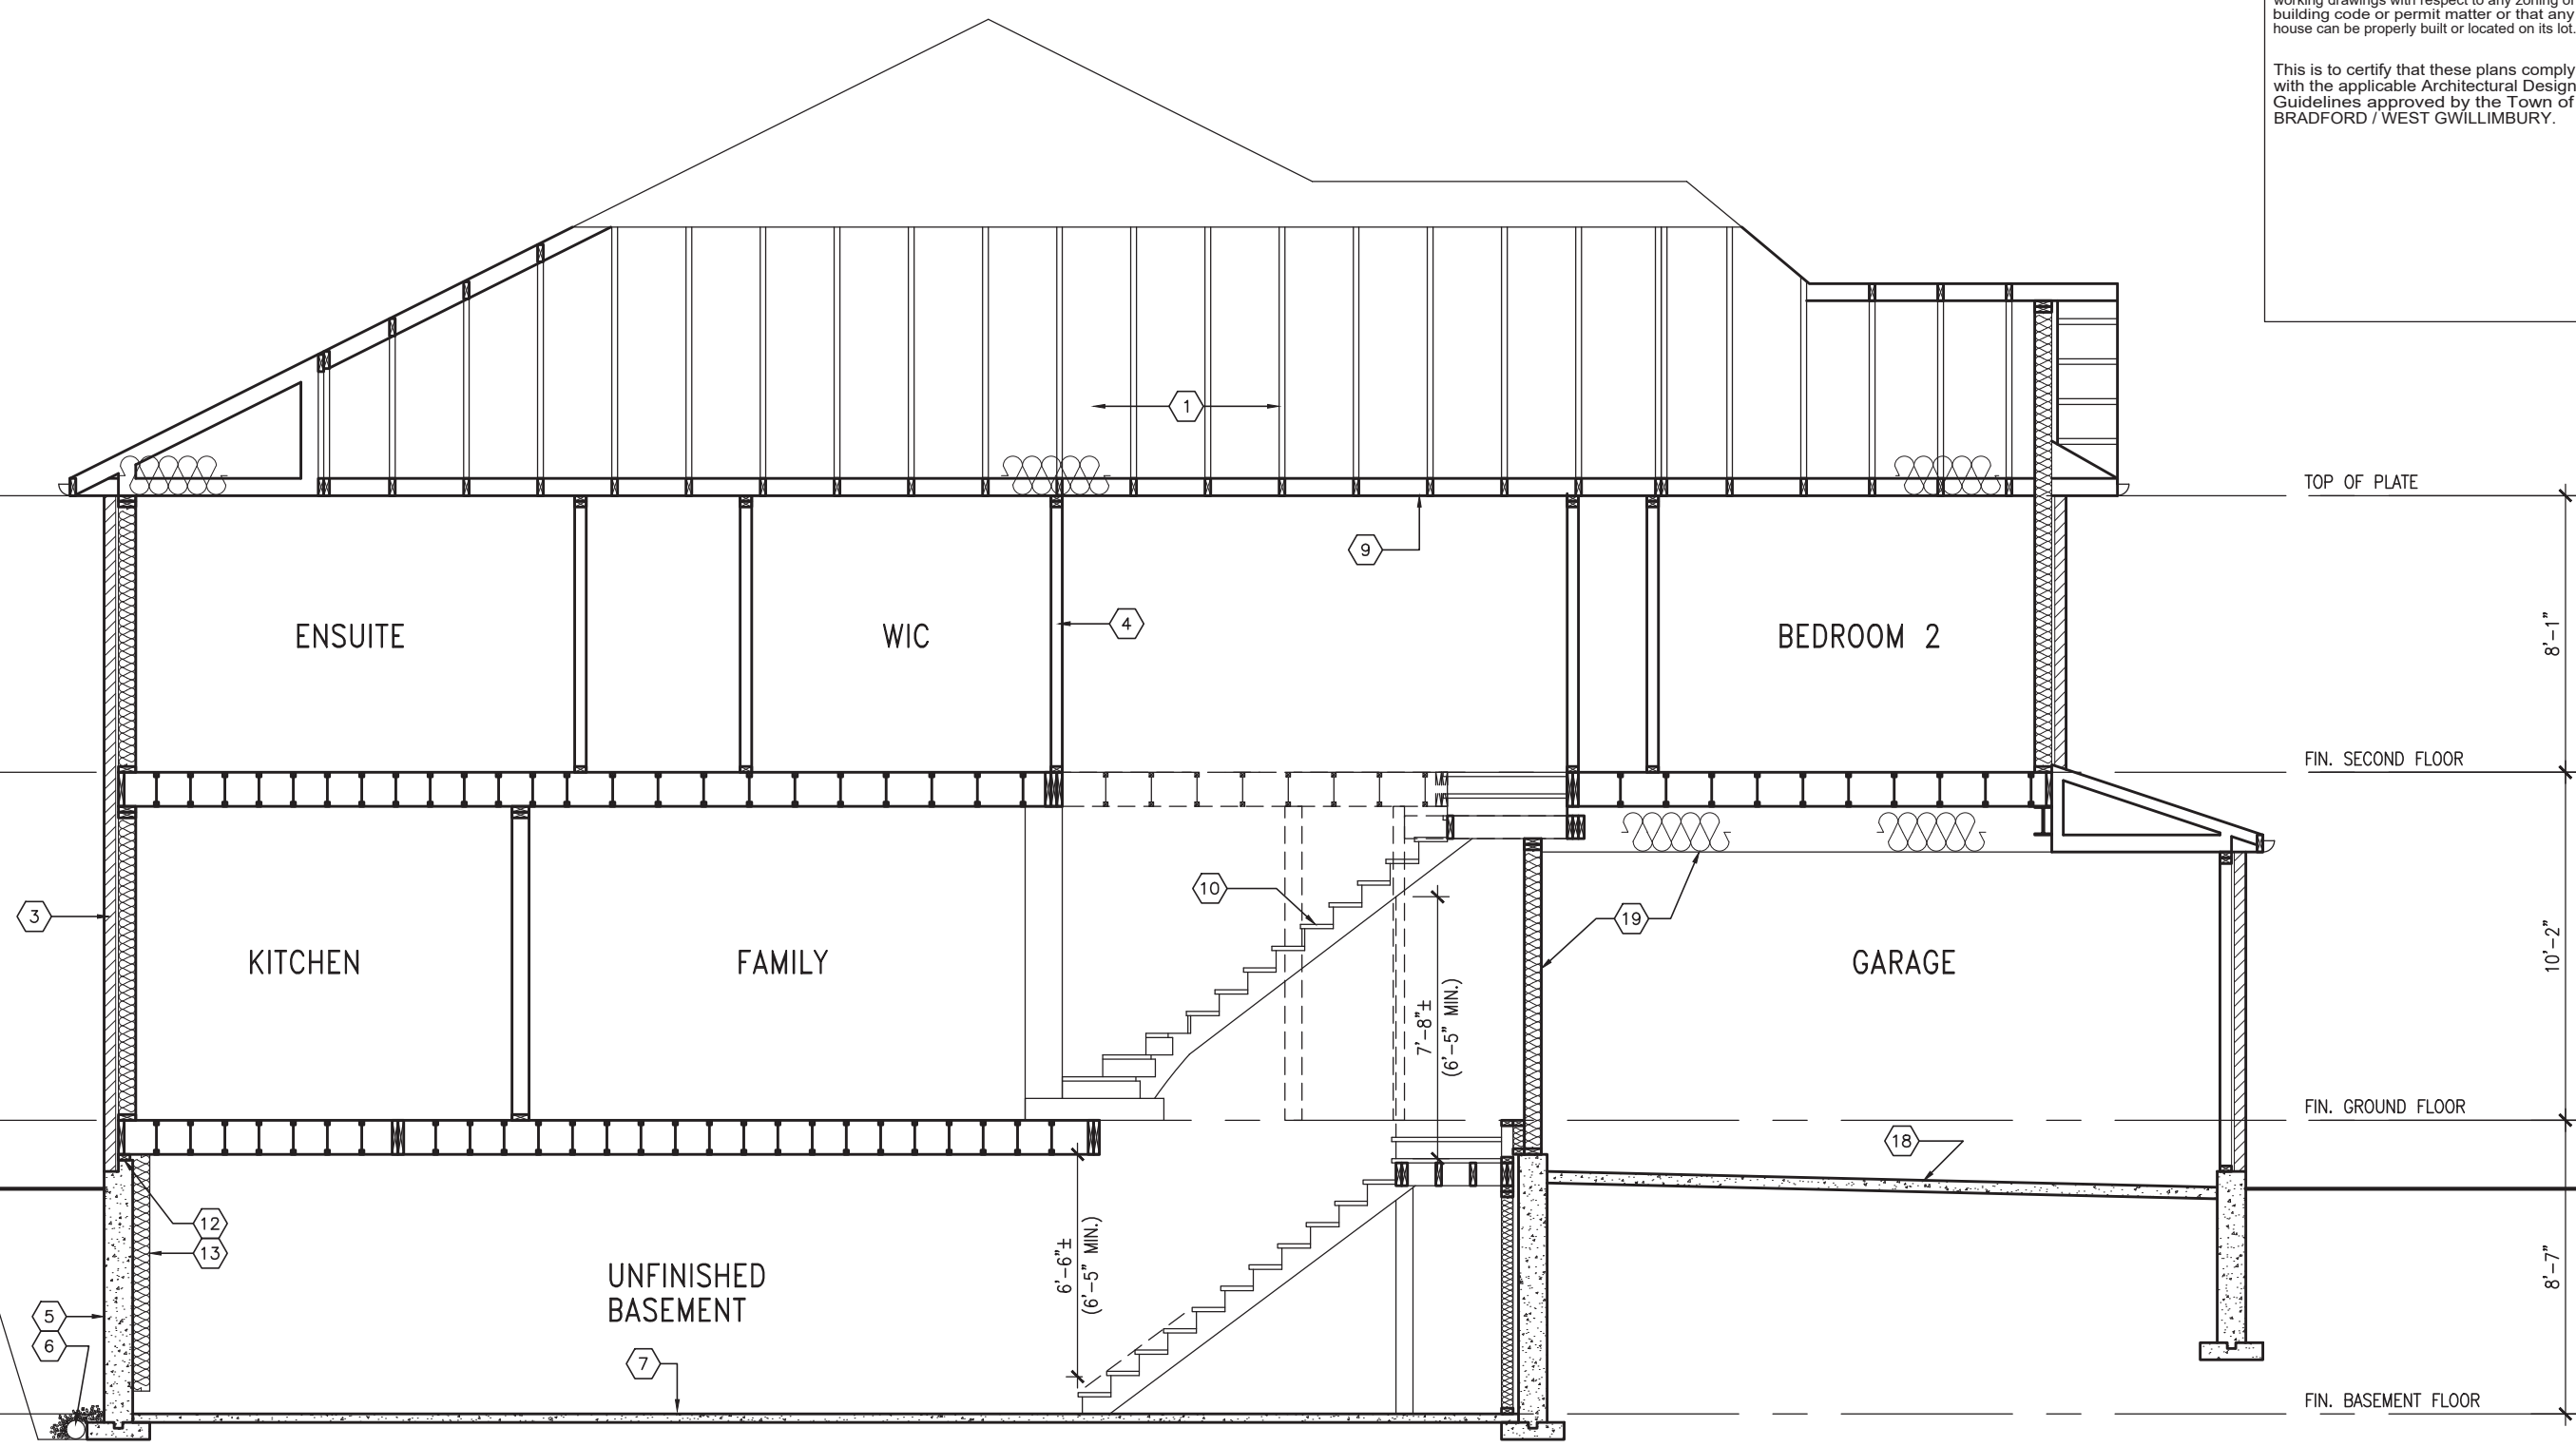 working drawings with respect to any zoning or
building code or permit matter or that any
house can be properly built or located on its lot.
This is to certify that these plans comply
with the applicable Architectural Design
Guidelines approved by the Town of
BRADFORD / WEST GWILLIMBURY.
1
TOP OF PLATE
9
ENSUITE
WIC
4
BEDROOM 2
8'-1"
FIN. SECOND FLOOR
10
3
19
KITCHEN
FAMILY
GARAGE
10'-2"
7'-8"±
(6'-5" MIN.)
FIN. GROUND FLOOR
18
12
13
6'-6"±
(6'-5" MIN.)
UNFINISHED
BASEMENT
8'-7"
5
6
7
FIN. BASEMENT FLOOR